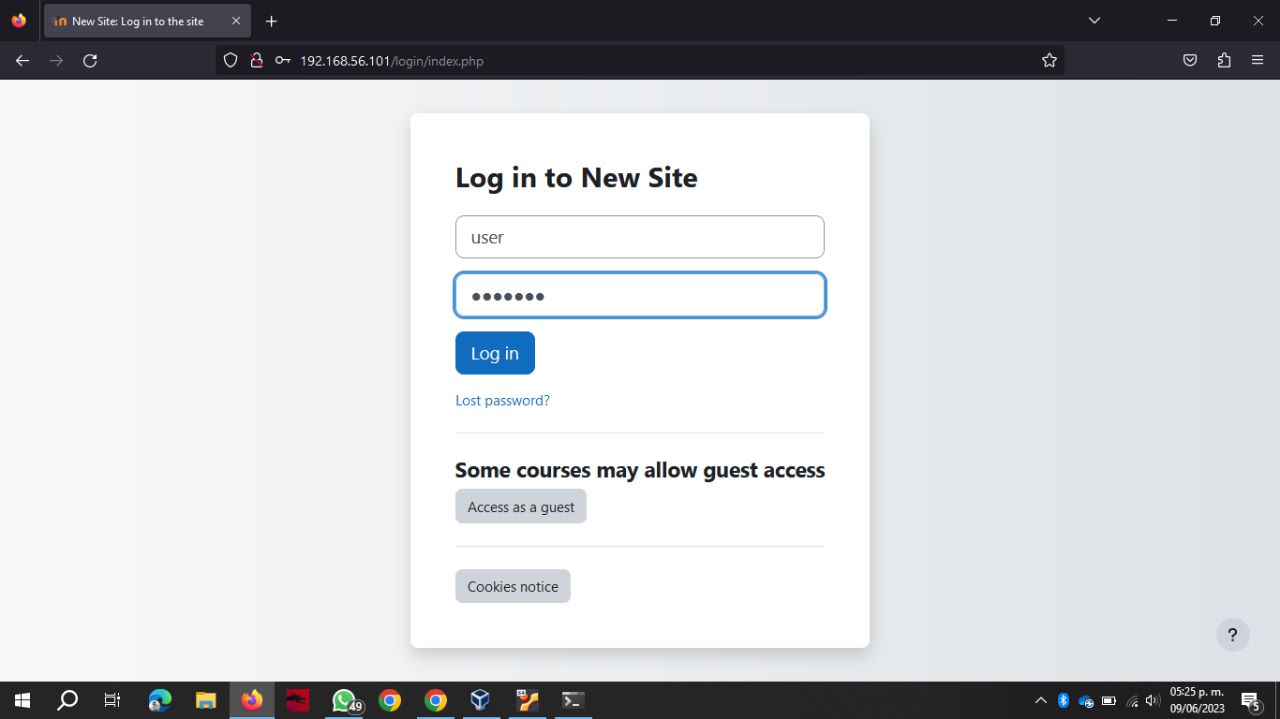 New Site: Log in to the site
192.168.56.101/login/index.php
Log in to New Site
user
Log in
Lost password?
Some courses may allow guest access
Access as a guest
Cookies notice
?
49
64
05:25 p. m.
09/06/2023
5